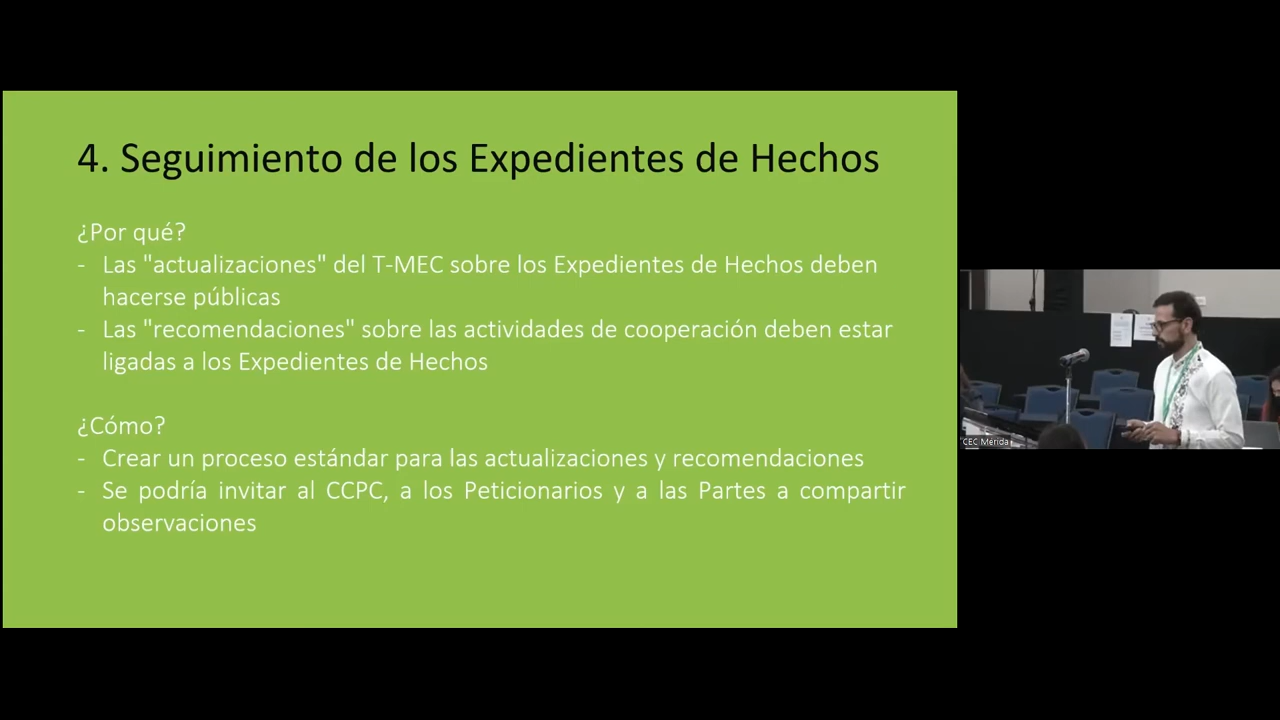 4. Seguimiento de los Expedientes de Hechos
¿Por qué?
- Las "actualizaciones" del T-MEC sobre los Expedientes de Hechos deben
hacerse públicas
- Las "recomendaciones" sobre las actividades de cooperación deben estar
ligadas a los Expedientes de Hechos
¿Cómo?
- Crear un proceso estándar para las actualizaciones y recomendaciones
- Se podría invitar al CCPC, a los Peticionarios y a las Partes a compartir
observaciones
CEC Mérida